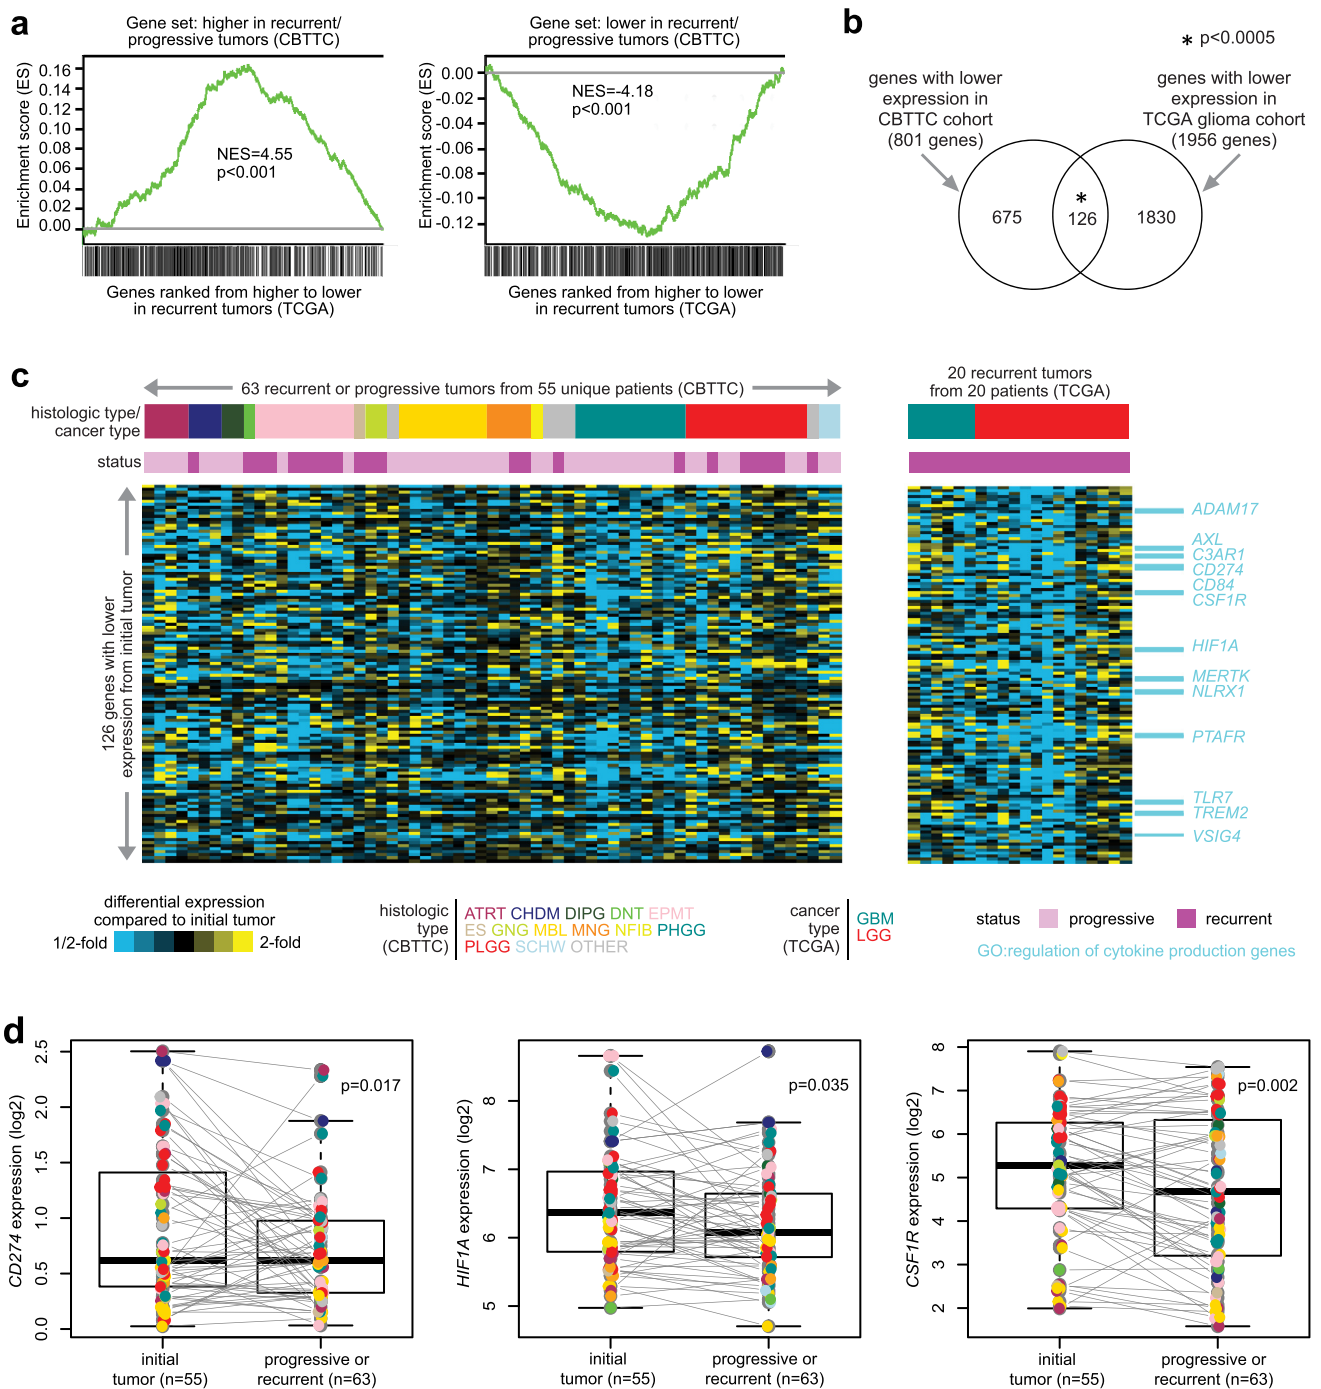 a
Gene set: higher in recurrent/
progressive tumors (CBTTC)
Enrichment score (ES)
0.16
0.14
0.12
0.10
0.08
0.06
0.04
0.02
0.00
NES=4.55
p<0.001
Genes ranked from higher to lower
in recurrent tumors (TCGA)
Gene set: lower in recurrent/
progressive tumors (CBTTC)
Enrichment score (ES)
0.00
-0.02
-0.04
-0.06
-0.08
-0.10
-0.12
NES=-4.18
p<0.001
Genes ranked from higher to lower
in recurrent tumors (TCGA)
b
* p<0.0005
genes with lower
expression in
CBTTC cohort
(801 genes)
genes with lower
expression in
TCGA glioma cohort
(1956 genes)
675
*
126
1830
c
63 recurrent or progressive tumors from 55 unique patients (CBTTC)
20 recurrent tumors
from 20 patients (TCGA)
histologic type/
cancer type
status
126 genes with lower
expression from initial tumor
ADAM17
AXL
C3AR1
CD274
CD84
CSF1R
HIF1A
MERTK
NLRX1
PTAFR
TLR7
TREM2
VSIG4
differential expression
compared to initial tumor
1/2-fold
2-fold
histologic
type
(CBTTC)
ATRT CHDM DIPG DNT EPMT
ES GNG MBL MNG NFIB PHGG
PLGG SCHW OTHER
cancer
type
(TCGA)
GBM
LGG
status
progressive
recurrent
GO:regulation of cytokine production genes
d
CD274 expression (log2)
2.5
2.0
1.5
1.0
0.5
0.0
p=0.017
initial
tumor (n=55)
progressive or
recurrent (n=63)
HIF1A expression (log2)
8
7
6
5
p=0.035
initial
tumor (n=55)
progressive or
recurrent (n=63)
CSF1R expression (log2)
8
7
6
5
4
3
2
p=0.002
initial
tumor (n=55)
progressive or
recurrent (n=63)